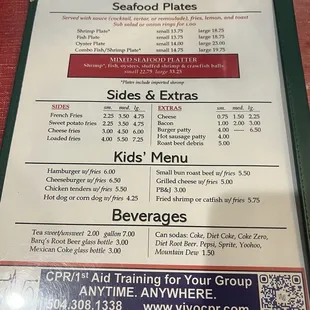 Seafood Plates
Served with sauce (cocktail, tartar, or remoulade), fries, lemon, and toast
Sub salad or onion rings for 1.00
Shrimp Plate* small 13.75 large 18.75
Fish Plate small 13.75 large 19.75
Oyster Plate small 14.00 large 23.00
Combo Fish/Shrimp Plate* small 14.75 large 19.25
MIXED SEAFOOD PLATTER
Shrimp*, fish, oysters, stuffed shrimp & crawfish balls
small 22.75 large 33.25
*Plates include imported shrimp
Sides & Extras
SIDES sm. med. lg.
French Fries 2.25 3.50 4.75
Sweet potato fries 2.25 3.50 4.75
Cheese fries 3.00 4.50 6.00
Loaded fries 4.00 5.50 7.25
EXTRAS sm. med. lg.
Cheese 0.75 1.50 2.25
Bacon 1.00 2.00 3.00
Burger patty 4.00 —— 6.50
Hot sausage patty 4.00
Roast beef debris 5.00
Kids' Menu
Hamburger w/ fries 6.00
Cheeseburger w/ fries 6.50
Chicken tenders w/ fries 5.50
Hot dog or corn dog w/ fries 4.25
Small bun roast beef w/ fries 5.50
Grilled cheese w/ fries 5.00
PB&J 3.00
Fried shrimp or catfish w/ fries 5.75
Beverages
Tea sweet/unsweet 2.00 gallon 7.00
Barq's Root Beer glass bottle 3.00
Mexican Coke glass bottle 3.00
Can sodas: Coke, Diet Coke, Coke Zero,
Diet Root Beer, Pepsi, Sprite, Yoohoo,
Mountain Dew 1.50
CPR/1st Aid Training for Your Group
ANYTIME. ANYWHERE.
504.308.1338 www.vivocpr.com